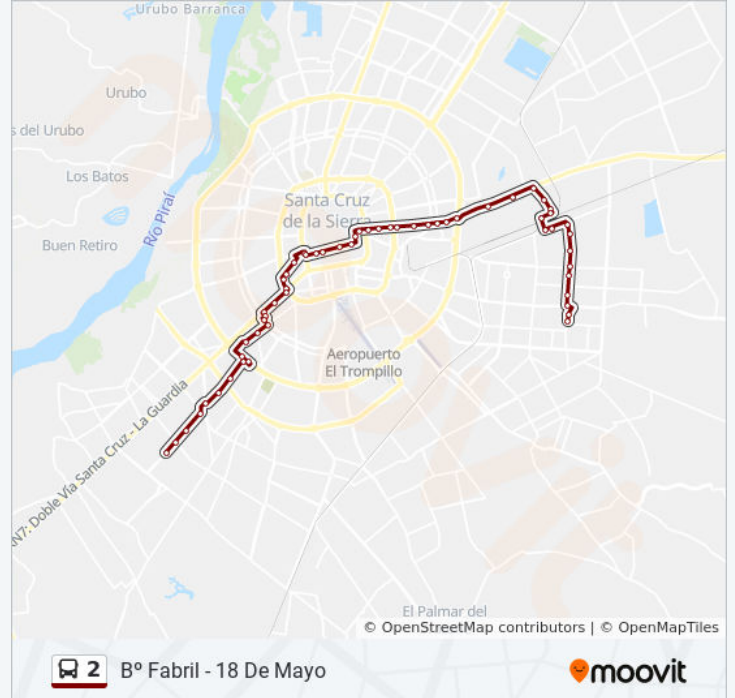 Urubo Barranca
Urubo
s del Urubo
Los Batos
Santa Cruz
de la Sierra
Río Piraí
Buen Retiro
Aeropuerto
El Trompillo
N7: Doble Vía Santa Cruz - La Guardia
El Palmar del
© OpenStreetMap contributors | © OpenMapTiles
2 Bº Fabril - 18 De Mayo
moovit